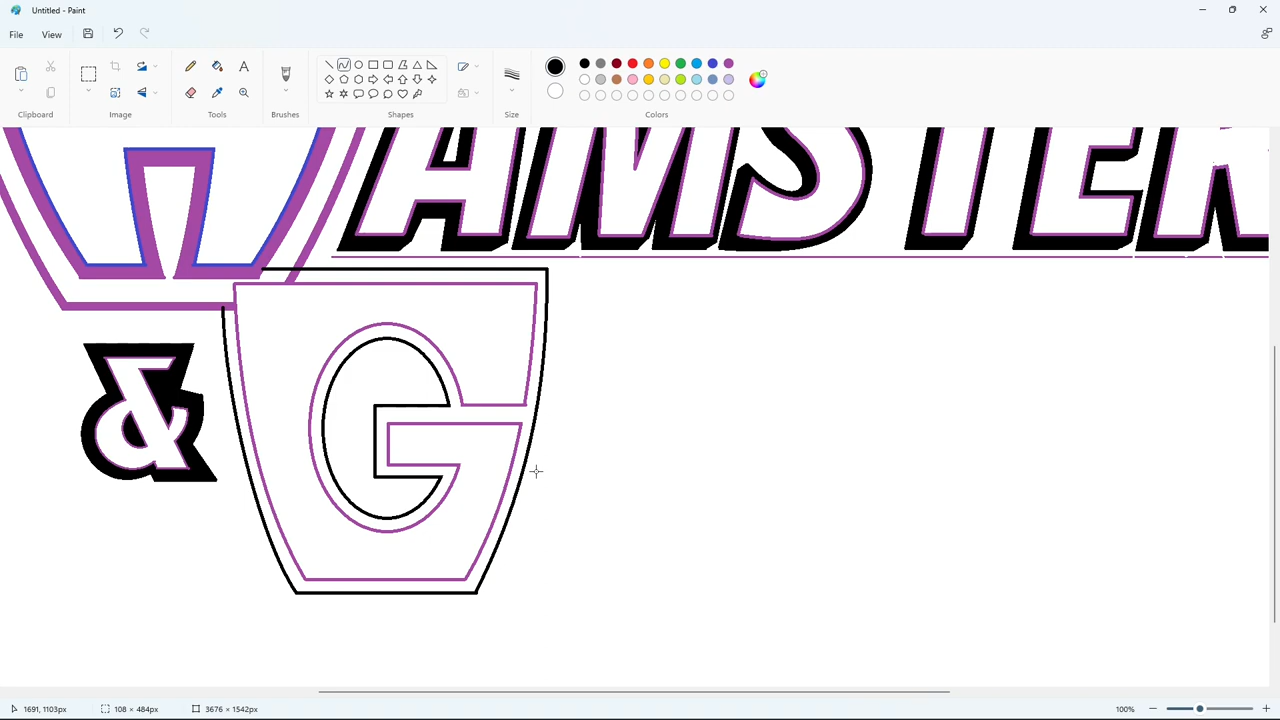 Untitled - Paint
File View
A
Clipboard Image Tools Brushes Shapes Size Colors
AMSTER
&
G
1691, 1103px 108 × 484px 3676 × 1542px 100%